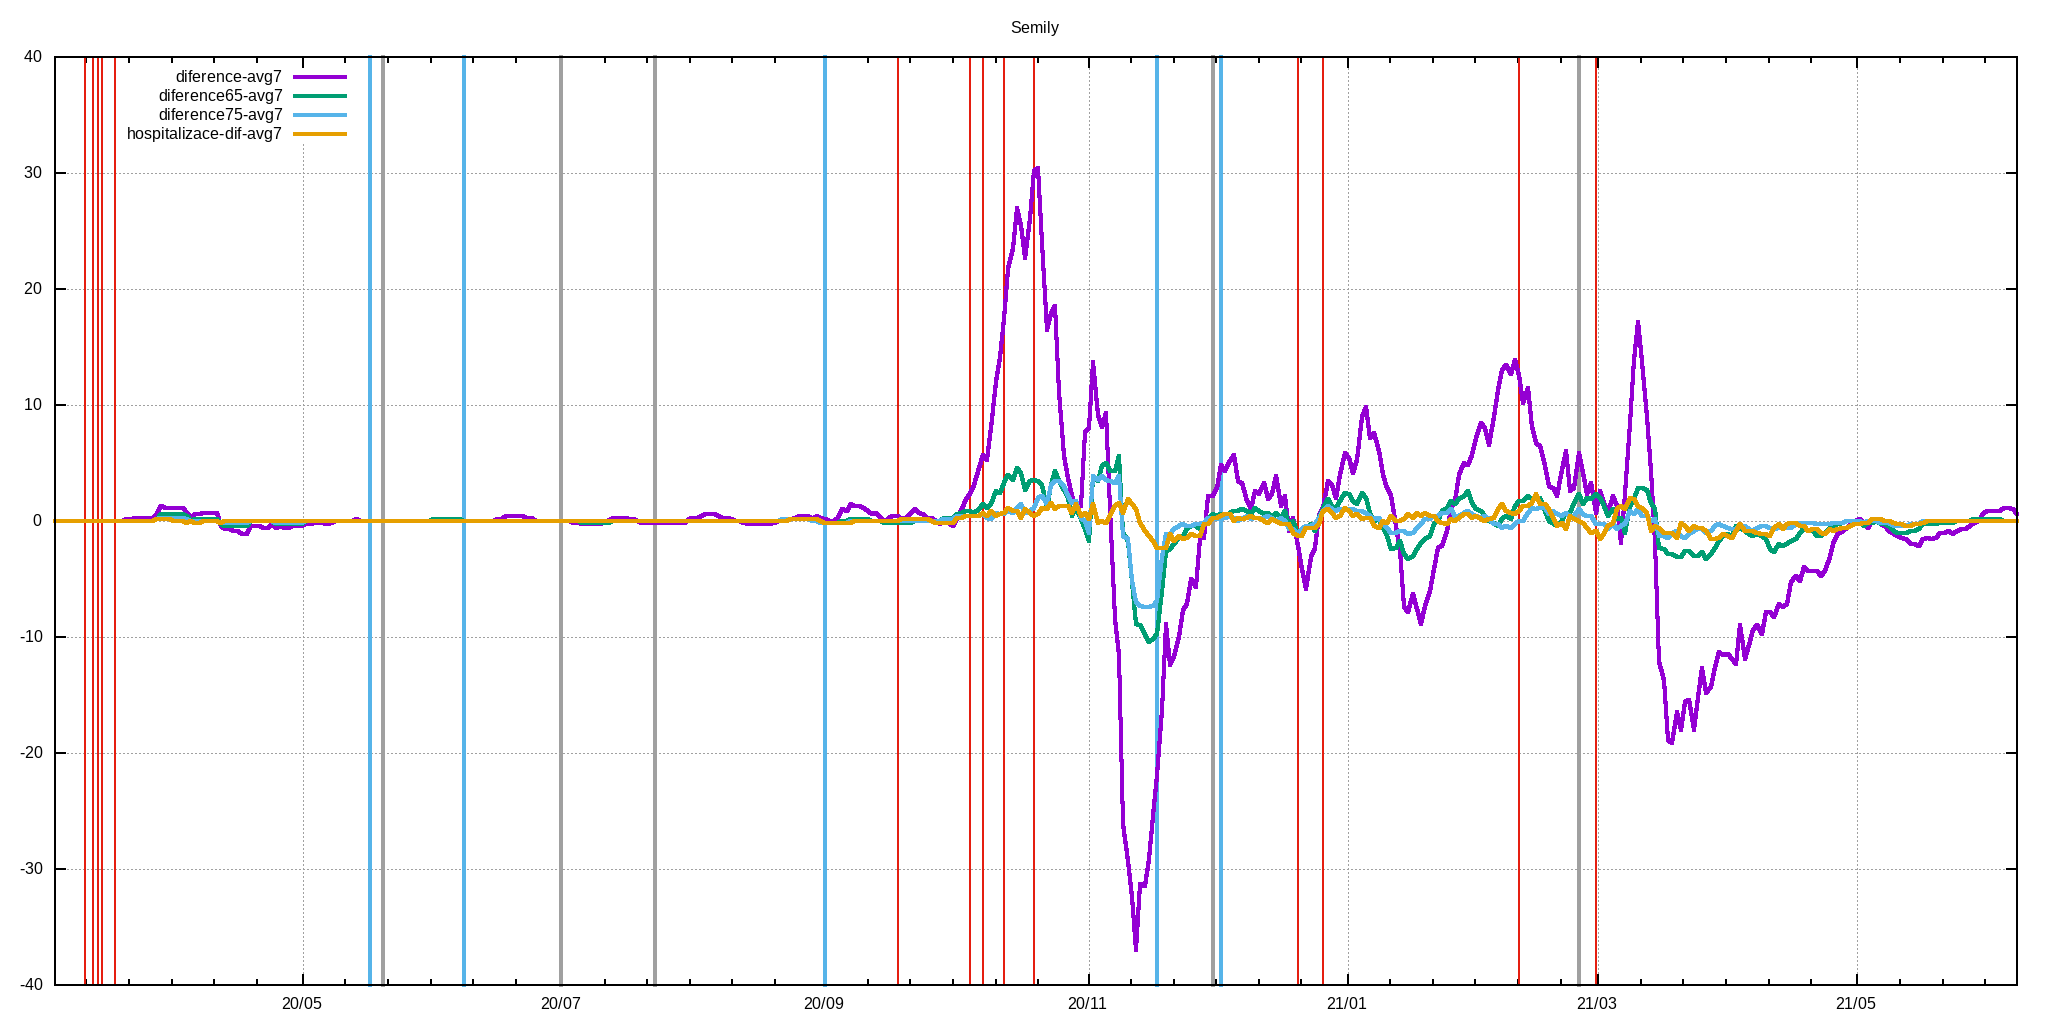 Semily
diference-avg7
diference65-avg7
diference75-avg7
hospitalizace-dif-avg7
40
30
20
10
0
-10
-20
-30
-40
20/05 20/07 20/09 20/11 21/01 21/03 21/05